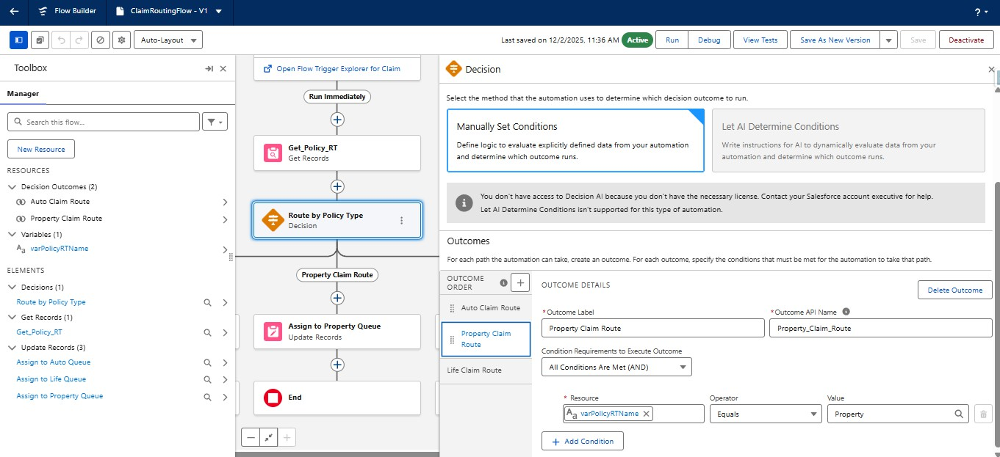 Flow Builder
ClaimRoutingFlow - V1
?
Auto-Layout
Last saved on 12/2/2025, 11:36 AM
Active
Run
Debug
View Tests
Save As New Version
Save
Deactivate
Toolbox
Manager
Search this flow...
New Resource
RESOURCES
Decision Outcomes (2)
Auto Claim Route
Property Claim Route
Variables (1)
Aa varPolicyRTName
ELEMENTS
Decisions (1)
Route by Policy Type
Get Records (1)
Get_Policy_RT
Update Records (3)
Assign to Auto Queue
Assign to Life Queue
Assign to Property Queue
Open Flow Trigger Explorer for Claim
Run Immediately
Get_Policy_RT
Get Records
Route by Policy Type
Decision
Property Claim Route
Assign to Property Queue
Update Records
End
Decision
Select the method that the automation uses to determine which decision outcome to run.
Manually Set Conditions
Define logic to evaluate explicitly defined data from your automation
and determine which outcome runs.
Let AI Determine Conditions
Write instructions for AI to dynamically evaluate data from your
automation and determine which outcome runs.
You don't have access to Decision AI because you don't have the necessary license. Contact your Salesforce account executive for help.
Let AI Determine Conditions isn't supported for this type of automation.
Outcomes
For each path the automation can take, create an outcome. For each outcome, specify the conditions that must be met for the automation to take that path.
OUTCOME
ORDER
Auto Claim Route
Property Claim
Route
Life Claim Route
OUTCOME DETAILS
Delete Outcome
* Outcome Label
Property Claim Route
* Outcome API Name
Property_Claim_Route
Condition Requirements to Execute Outcome
All Conditions Are Met (AND)
* Resource
Aa varPolicyRTName
Operator
Equals
Value
Property
+ Add Condition